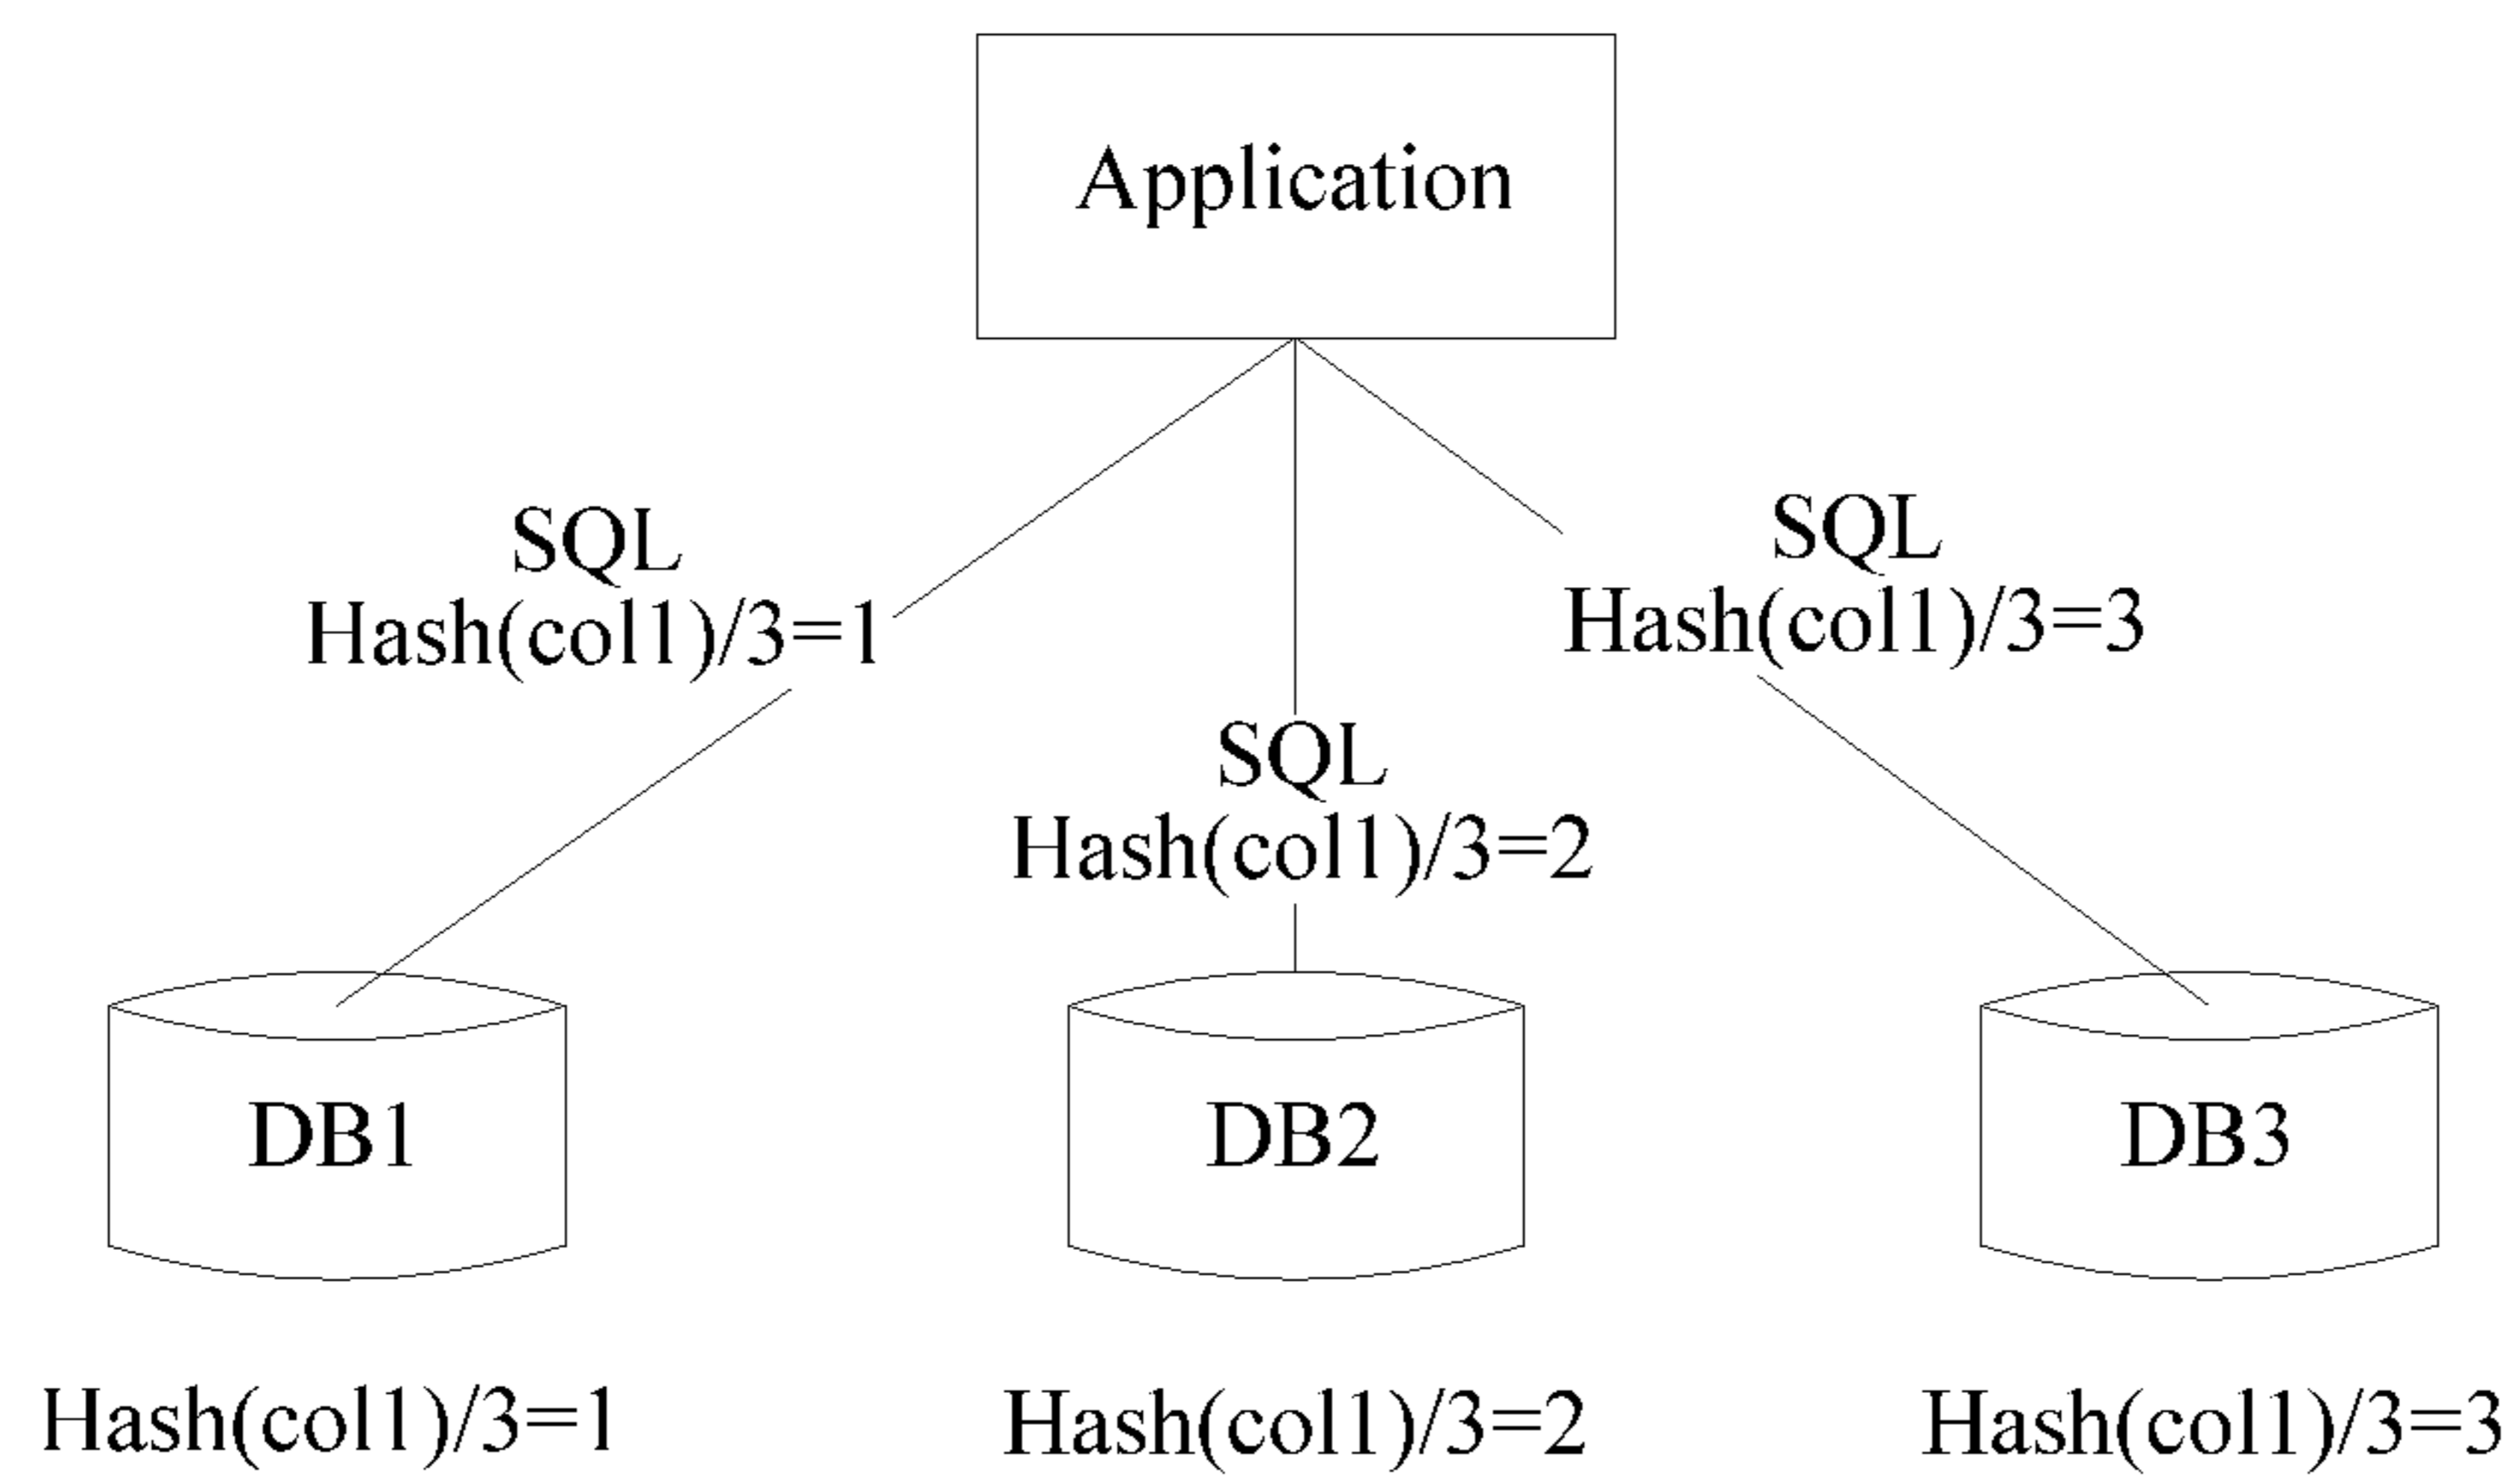 Application
SQL
Hash(col1)/3=1
SQL
Hash(col1)/3=3
SQL
Hash(col1)/3=2
DB1
DB2
DB3
Hash(col1)/3=1
Hash(col1)/3=2
Hash(col1)/3=3